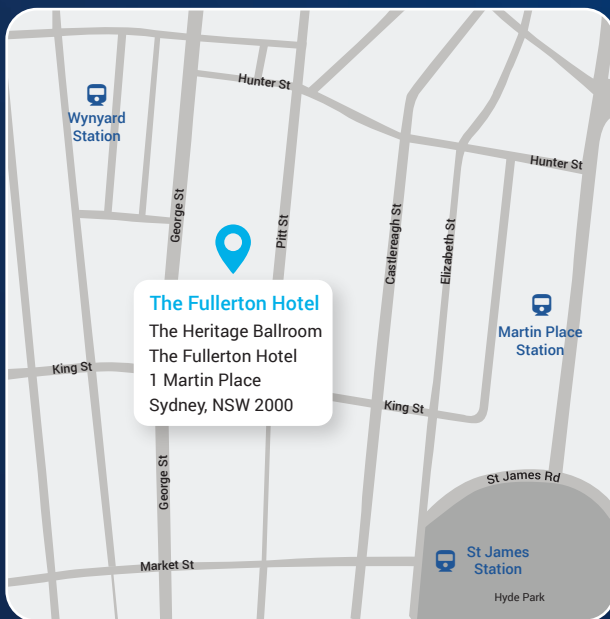 Hunter St
Wynyard
Station
Hunter St
George St
Pitt St
Castlereagh St
Elizabeth St
The Fullerton Hotel
The Heritage Ballroom
The Fullerton Hotel
1 Martin Place
Sydney, NSW 2000
Martin Place
Station
King St
King St
George St
St James Rd
Market St
St James
Station
Hyde Park